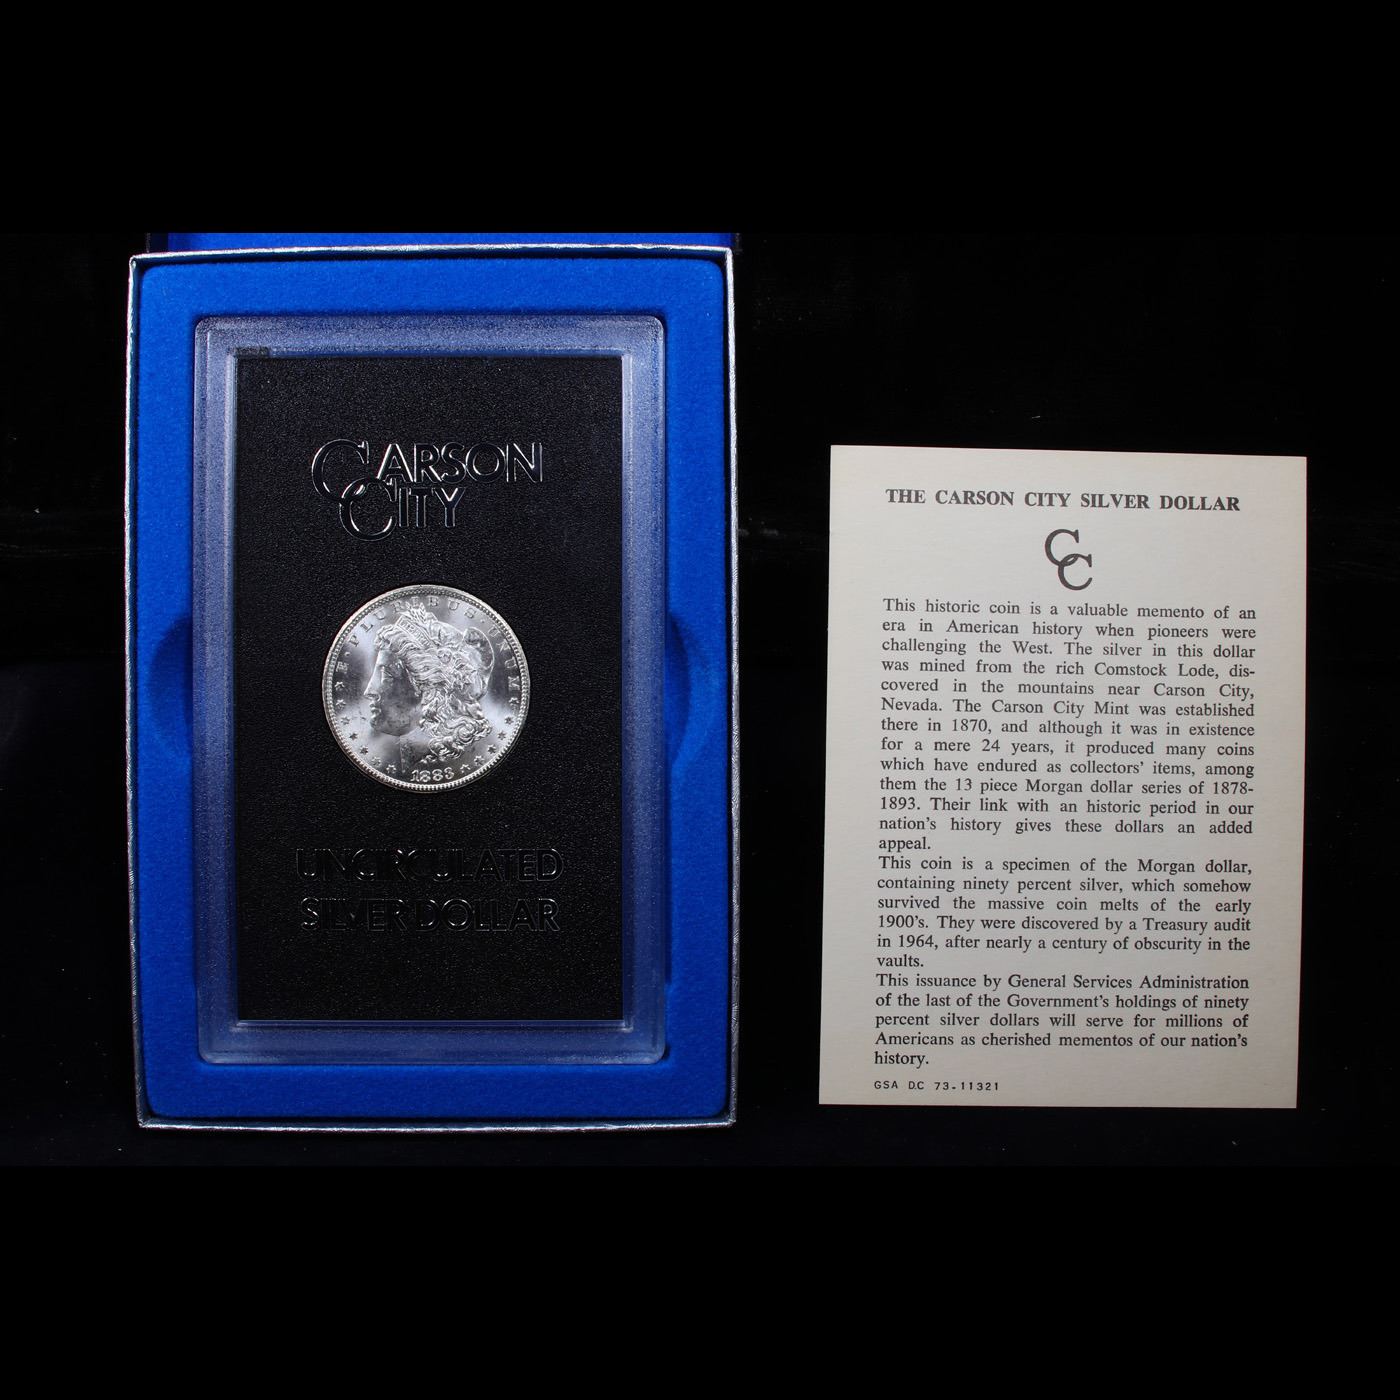 CARSON
CITY
E·PLURIBUS·UNUM
1883
UNCIRCULATED
SILVER DOLLAR
THE CARSON CITY SILVER DOLLAR
CC
This historic coin is a valuable memento of an
era in American history when pioneers were
challenging the West. The silver in this dollar
was mined from the rich Comstock Lode, dis-
covered in the mountains near Carson City,
Nevada. The Carson City Mint was established
there in 1870, and although it was in existence
for a mere 24 years, it produced many coins
which have endured as collectors' items, among
them the 13 piece Morgan dollar series of 1878-
1893. Their link with an historic period in our
nation's history gives these dollars an added
appeal.
This coin is a specimen of the Morgan dollar,
containing ninety percent silver, which somehow
survived the massive coin melts of the early
1900's. They were discovered by a Treasury audit
in 1964, after nearly a century of obscurity in the
vaults.
This issuance by General Services Administration
of the last of the Government's holdings of ninety
percent silver dollars will serve for millions of
Americans as cherished mementos of our nation's
history.
GSA DC 73-11321